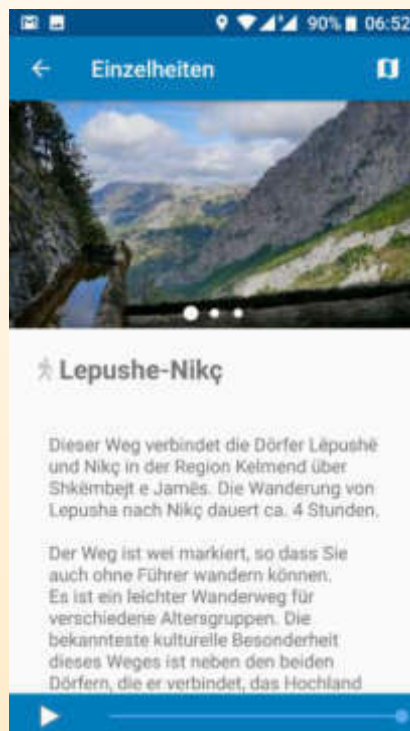 90% 06:52
Einzelheiten
Lepushe-Nikç
Dieser Weg verbindet die Dörfer Lëpushë
und Nikç in der Region Kelmend über
Shkëmbejt e Jamës. Die Wanderung von
Lepusha nach Nikç dauert ca. 4 Stunden.
Der Weg ist wei markiert, so dass Sie
auch ohne Führer wandern können.
Es ist ein leichter Wanderweg für
verschiedene Altersgruppen. Die
bekannteste kulturelle Besonderheit
dieses Weges ist neben den beiden
Dörfern, die er verbindet, das Hochland